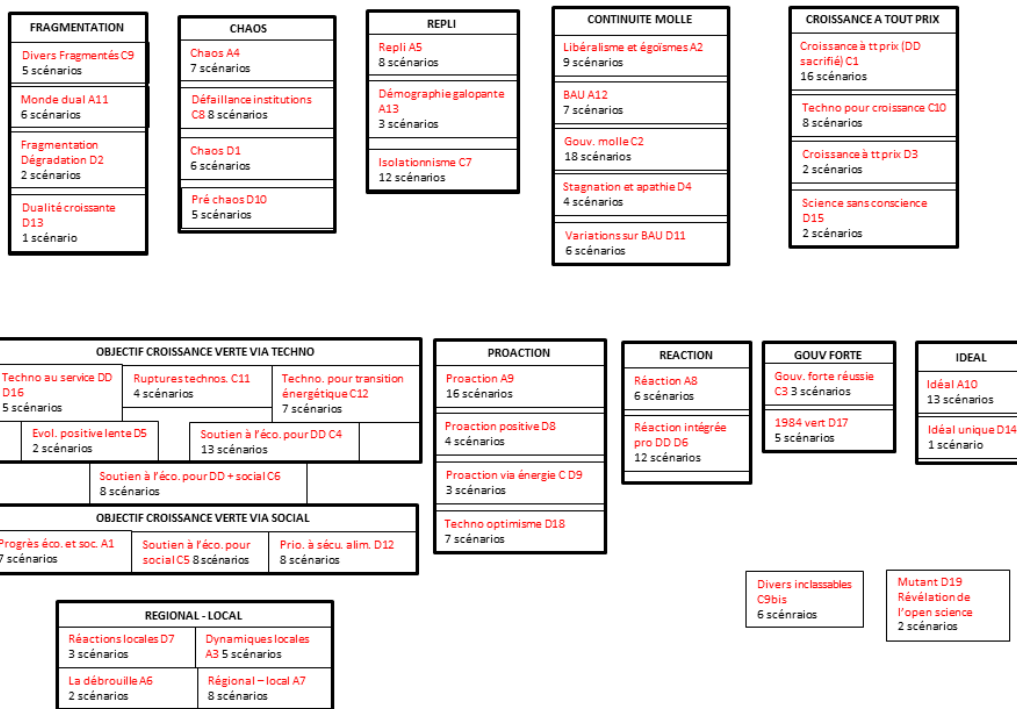 FRAGMENTATION
Divers Fragmentés C9
5 scénarios
Monde dual A11
6 scénarios
Fragmentation
Dégradation D2
2 scénarios
Dualité croissante
D13
1 scénario
CHAOS
Chaos A4
7 scénarios
Défaillance institutions
C8 8 scénarios
Chaos D1
6 scénarios
Pré chaos D10
5 scénarios
REPLI
Repli A5
8 scénarios
Démographie galopante
A13
3 scénarios
Isolationnisme C7
12 scénarios
CONTINUITE MOLLE
Libéralisme et égoïsmes A2
9 scénarios
BAU A12
7 scénarios
Gouv. molle C2
18 scénarios
Stagnation et apathie D4
4 scénarios
Variations sur BAU D11
6 scénarios
CROISSANCE A TOUT PRIX
Croissance à tt prix (DD
sacrifié) C1
16 scénarios
Techno pour croissance C10
8 scénarios
Croissance à tt prix D3
2 scénarios
Science sans conscience
D15
2 scénarios
OBJECTIF CROISSANCE VERTE VIA TECHNO
Techno au service DD
D16
5 scénarios
Ruptures technos. C11
4 scénarios
Techno. pour transition
énergétique C12
7 scénarios
Evol. positive lente D5
2 scénarios
Soutien à l'éco. pour DD C4
13 scénarios
Soutien à l'éco. pour DD + social C6
8 scénarios
OBJECTIF CROISSANCE VERTE VIA SOCIAL
Progrès éco. et soc. A1
7 scénarios
Soutien à l'éco. pour
social C5 8 scénarios
Prio. à sécu. alim. D12
8 scénarios
REGIONAL - LOCAL
Réactions locales D7
3 scénarios
Dynamiques locales
A3 5 scénarios
La débrouille A6
2 scénarios
Régional – local A7
8 scénarios
PROACTION
Proaction A9
16 scénarios
Proaction positive D8
4 scénarios
Proaction via énergie C D9
3 scénarios
Techno optimisme D18
7 scénarios
REACTION
Réaction A8
6 scénarios
Réaction intégrée
pro DD D6
12 scénarios
GOUV FORTE
Gouv. forte réussie
C3 3 scénarios
1984 vert D17
5 scénarios
IDEAL
Idéal A10
13 scénarios
Idéal unique D14
1 scénario
Divers inclassables
C9bis
6 scénraios
Mutant D19
Révélation de
l'open science
2 scénarios